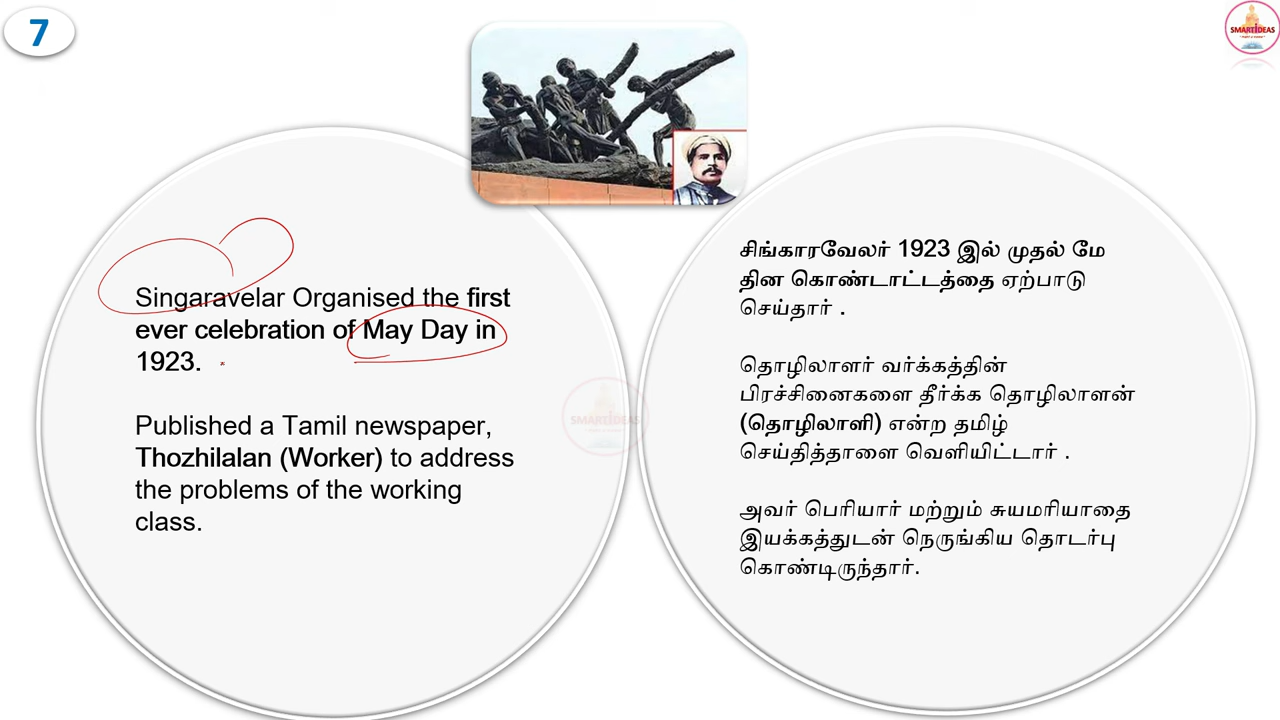 7
SMARTIDEAS
Singaravelar Organised the first
ever celebration of May Day in
1923.
Published a Tamil newspaper,
Thozhilalan (Worker) to address
the problems of the working
class.
SMARTIDEAS
சிங்காரவேலர் 1923 இல் முதல் மே
தின கொண்டாட்டத்தை ஏற்பாடு
செய்தார் .
தொழிலாளர் வர்க்கத்தின்
பிரச்சினைகளை தீர்க்க தொழிலாளன்
(தொழிலாளி) என்ற தமிழ்
செய்தித்தாளை வெளியிட்டார் .
அவர் பெரியார் மற்றும் சுயமரியாதை
இயக்கத்துடன் நெருங்கிய தொடர்பு
கொண்டிருந்தார்.